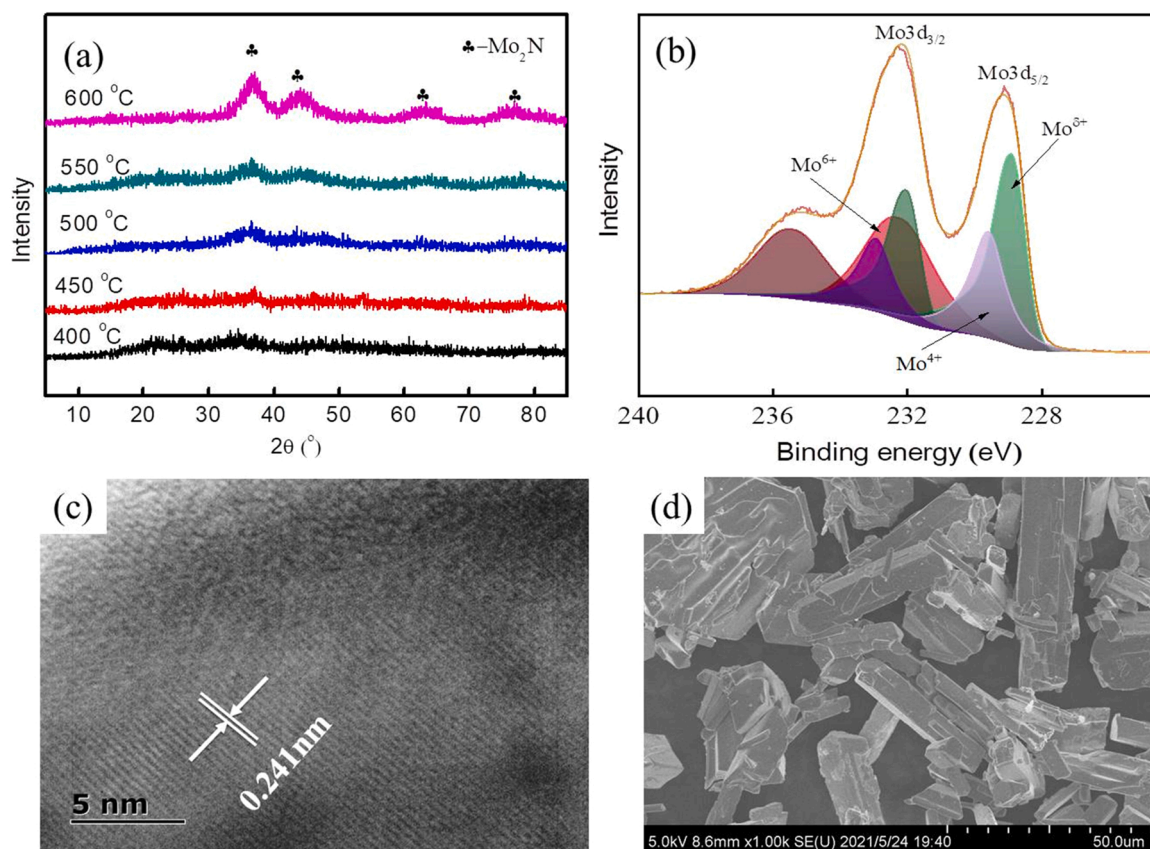 (a)
♣–Mo₂N
600 °C
550 °C
500 °C
450 °C
400 °C
Intensity
10 20 30 40 50 60 70 80
2θ (°)
(b)
Mo3d₃/₂
Mo3d₅/₂
Mo⁶⁺
Mo^δ+
Mo⁴⁺
Intensity
240 236 232 228
Binding energy (eV)
(c)
0.241nm
5 nm
(d)
5.0kV 8.6mm x1.00k SE(U) 2021/5/24 19:40 50.0um